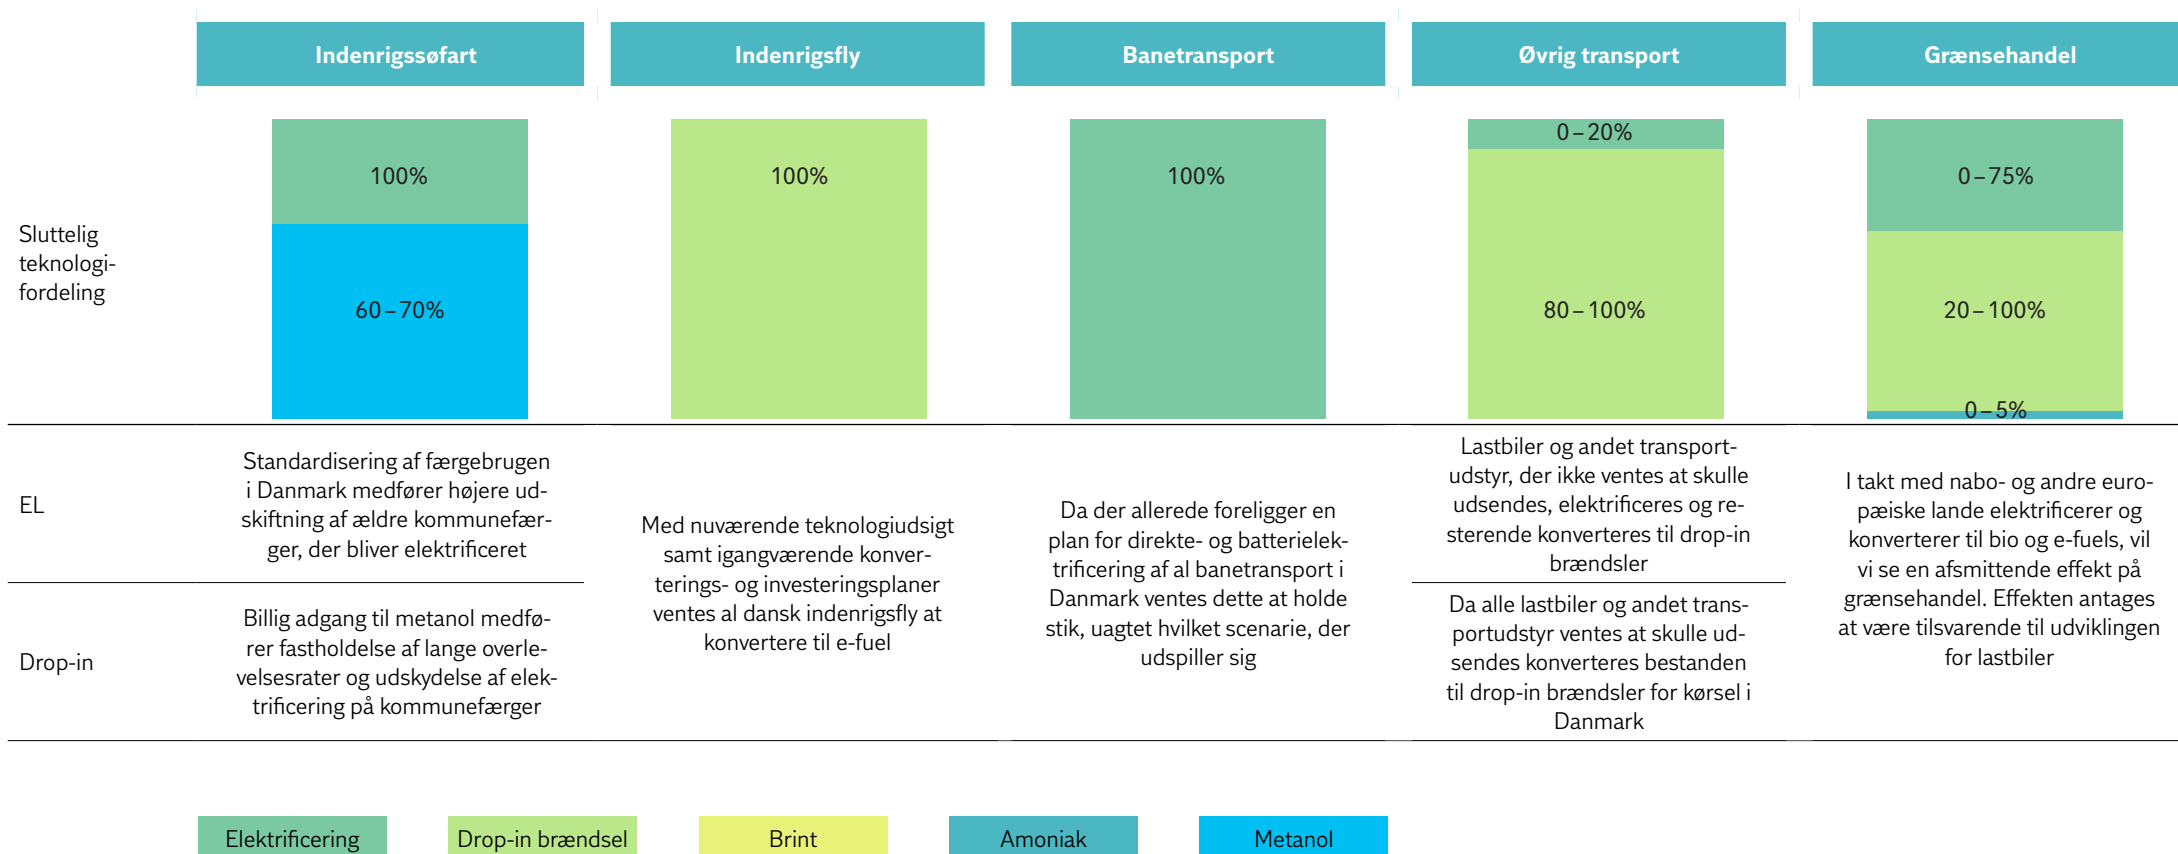 Indenrigssøfart
Indenrigsfly
Banetransport
Øvrig transport
Grænsehandel
Sluttelig
teknologi-
fordeling
100%
60–70%
100%
100%
0–20%
80–100%
0–75%
20–100%
0–5%
EL
Standardisering af færgebrugen
i Danmark medfører højere ud-
skiftning af ældre kommunefær-
ger, der bliver elektrificeret
Drop-in
Billig adgang til metanol medfø-
rer fastholdelse af lange overle-
velsesrater og udskydelse af elek-
trificering på kommunefærger
Med nuværende teknologiudsigt
samt igangværende konver-
terings- og investeringsplaner
ventes al dansk indenrigsfly at
konvertere til e-fuel
Da der allerede foreligger en
plan for direkte- og batterielek-
trificering af al banetransport i
Danmark ventes dette at holde
stik, uagtet hvilket scenarie, der
udspiller sig
Lastbiler og andet transport-
udstyr, der ikke ventes at skulle
udsendes, elektrificeres og re-
sterende konverteres til drop-in
brændsler
Da alle lastbiler og andet trans-
portudstyr ventes at skulle ud-
sendes konverteres bestanden
til drop-in brændsler for kørsel i
Danmark
I takt med nabo- og andre euro-
pæiske lande elektrificerer og
konverterer til bio og e-fuels, vil
vi se en afsmittende effekt på
grænsehandel. Effekten antages
at være tilsvarende til udviklingen
for lastbiler
Elektrificering
Drop-in brændsel
Brint
Amoniak
Metanol